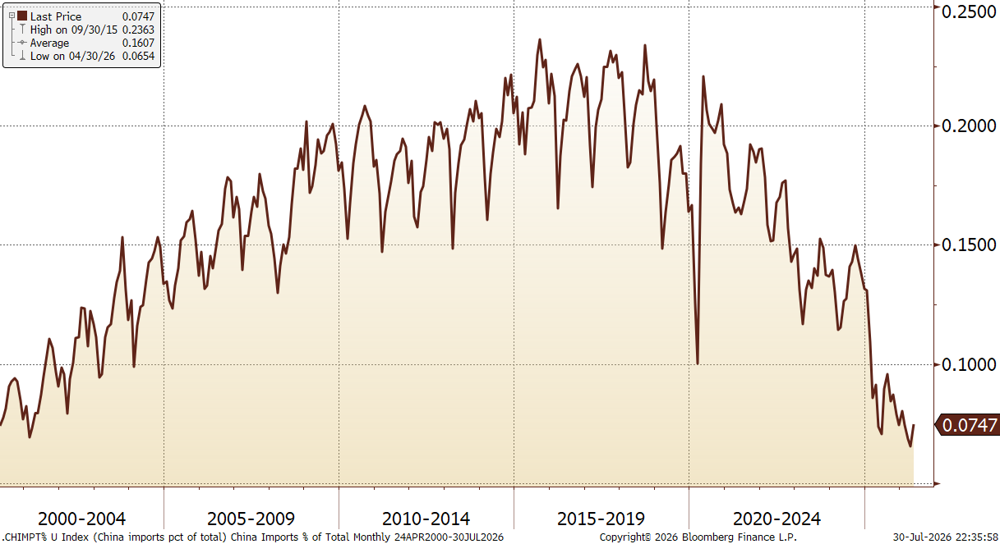 Last Price 0.0747
High on 09/30/15 0.2363
Average 0.1607
Low on 04/30/26 0.0654
0.2500
0.2000
0.1500
0.1000
0.0747
2000-2004 2005-2009 2010-2014 2015-2019 2020-2024
.CHIMPT% U Index (China imports pct of total) China Imports % of Total Monthly 24APR2000-30JUL2026 Copyright© 2026 Bloomberg Finance L.P. 30-Jul-2026 22:35:58